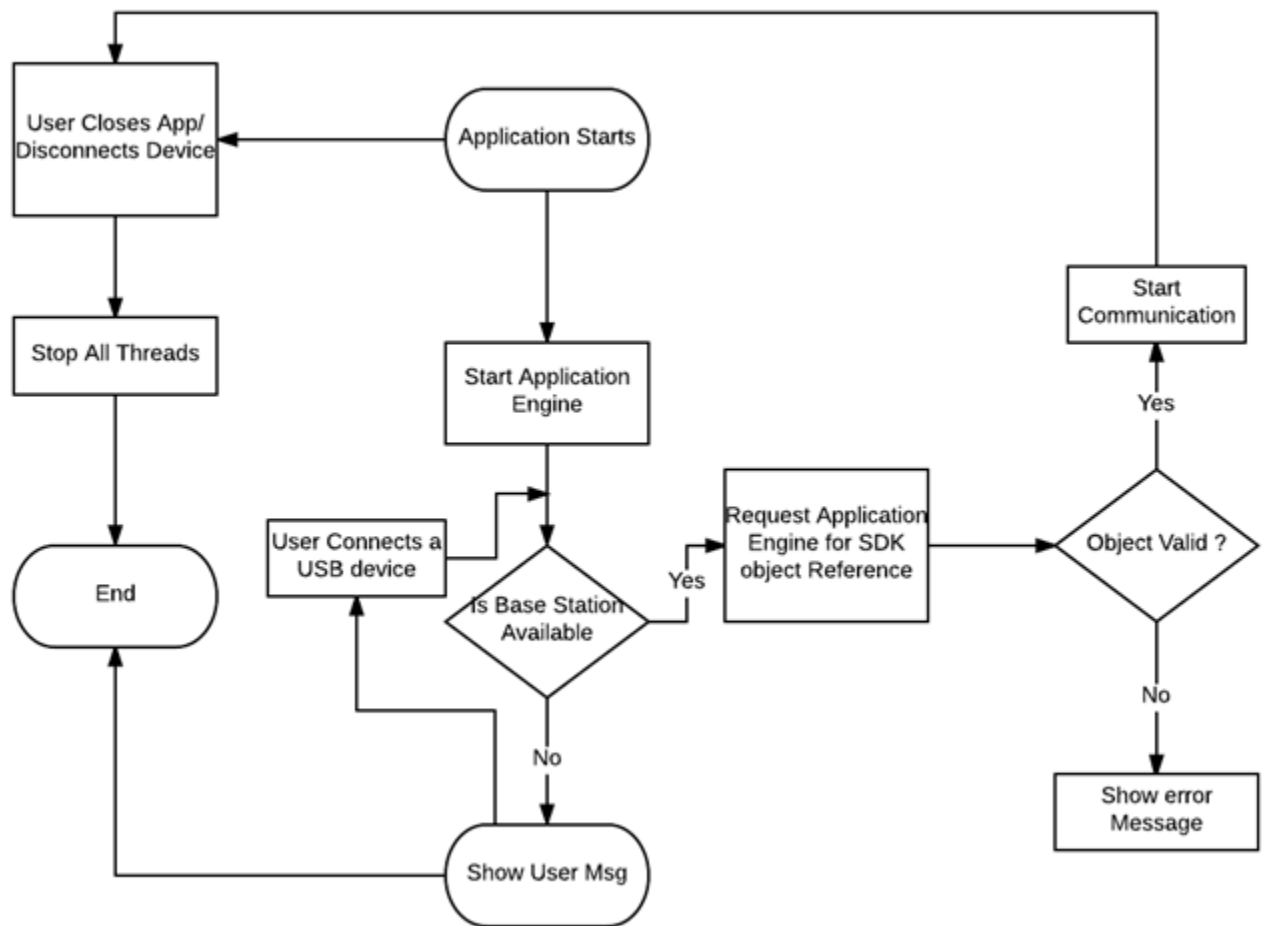 User Closes App/
Disconnects Device
Application Starts
Start
Communication
Stop All Threads
Start Application
Engine
Yes
Request Application
Engine for SDK
object Reference
User Connects a
USB device
Object Valid ?
Yes
End
Is Base Station
Available
No
No
Show error
Message
Show User Msg